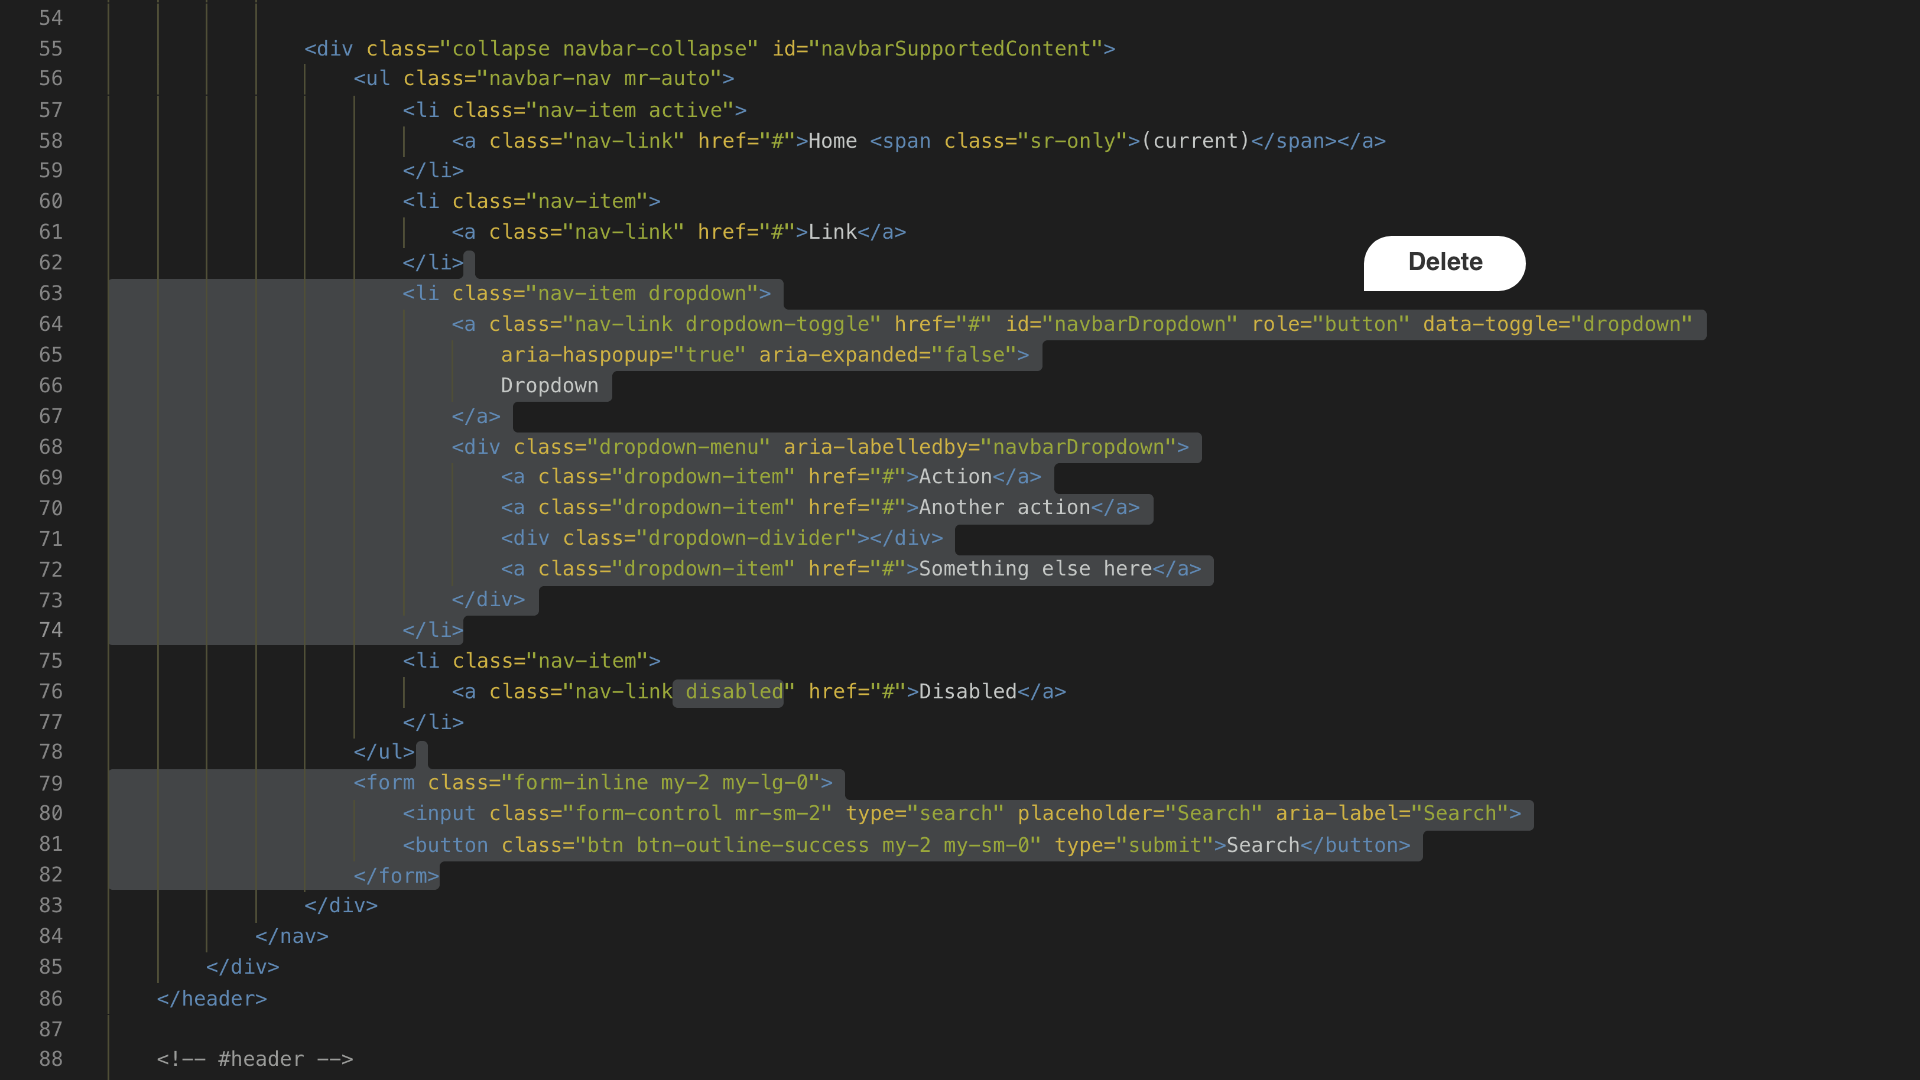 54
55 <div class="collapse navbar-collapse" id="navbarSupportedContent">
56 <ul class="navbar-nav mr-auto">
57 <li class="nav-item active">
58 <a class="nav-link" href="#">Home <span class="sr-only">(current)</span></a>
59 </li>
60 <li class="nav-item">
61 <a class="nav-link" href="#">Link</a>
62 </li>
Delete
63 <li class="nav-item dropdown">
64 <a class="nav-link dropdown-toggle" href="#" id="navbarDropdown" role="button" data-toggle="dropdown"
65 aria-haspopup="true" aria-expanded="false">
66 Dropdown
67 </a>
68 <div class="dropdown-menu" aria-labelledby="navbarDropdown">
69 <a class="dropdown-item" href="#">Action</a>
70 <a class="dropdown-item" href="#">Another action</a>
71 <div class="dropdown-divider"></div>
72 <a class="dropdown-item" href="#">Something else here</a>
73 </div>
74 </li>
75 <li class="nav-item">
76 <a class="nav-link disabled" href="#">Disabled</a>
77 </li>
78 </ul>
79 <form class="form-inline my-2 my-lg-0">
80 <input class="form-control mr-sm-2" type="search" placeholder="Search" aria-label="Search">
81 <button class="btn btn-outline-success my-2 my-sm-0" type="submit">Search</button>
82 </form>
83 </div>
84 </nav>
85 </div>
86 </header>
87
88 <!-- #header -->